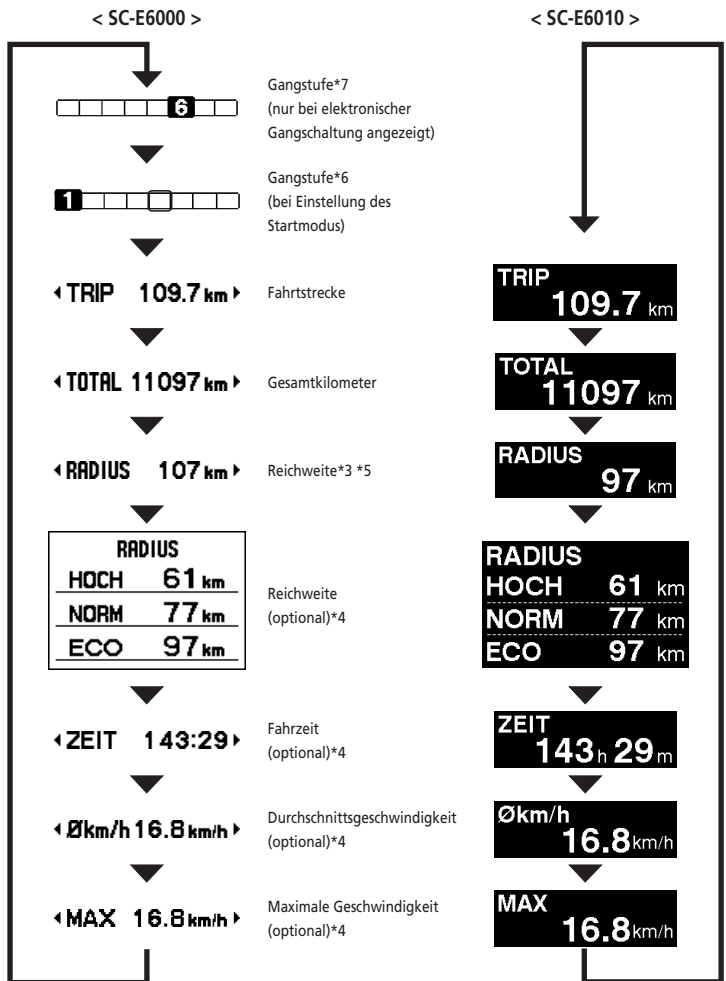 < SC-E6000 >
< SC-E6010 >
6
Gangstufe*7
(nur bei elektronischer
Gangschaltung angezeigt)
1
Gangstufe*6
(bei Einstellung des
Startmodus)
TRIP 109.7 km
Fahrtstrecke
TRIP
109.7 km
TOTAL 11097 km
Gesamtkilometer
TOTAL
11097 km
RADIUS 107 km
Reichweite*3 *5
RADIUS
97 km
RADIUS
HOCH 61 km
NORM 77 km
ECO 97 km
Reichweite
(optional)*4
RADIUS
HOCH 61 km
NORM 77 km
ECO 97 km
ZEIT 143:29
Fahrzeit
(optional)*4
ZEIT
143 h 29 m
Økm/h 16.8 km/h
Durchschnittsgeschwindigkeit
(optional)*4
Økm/h
16.8 km/h
MAX 16.8 km/h
Maximale Geschwindigkeit
(optional)*4
MAX
16.8 km/h